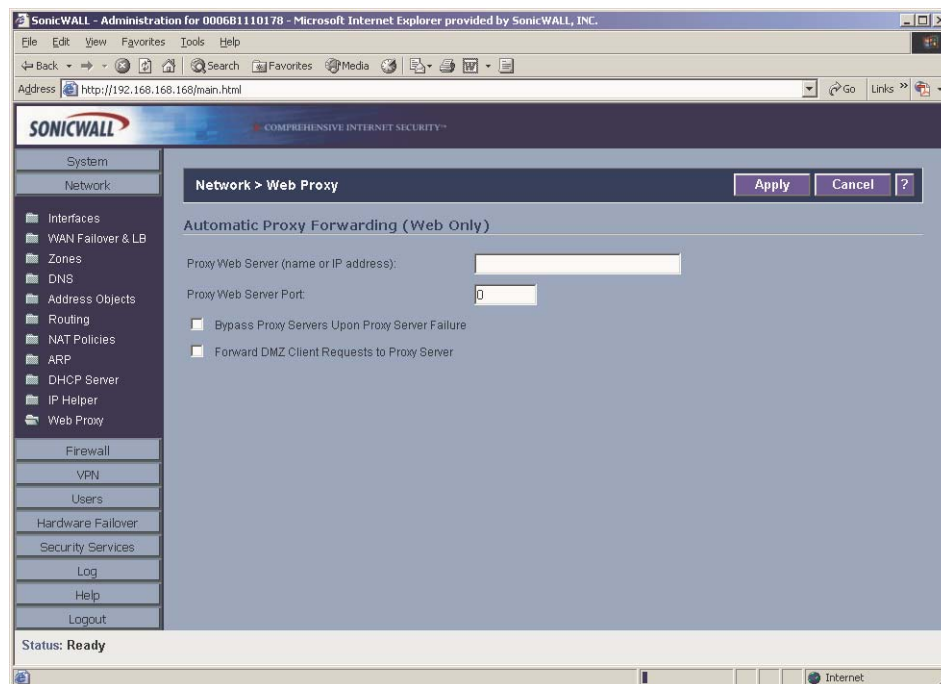 SonicWALL - Administration for 0006B1110178 - Microsoft Internet Explorer provided by SonicWALL, INC.
File Edit View Favorites Tools Help
Back Search Favorites Media
Address http://192.168.168.168/main.html Go Links »
SONICWALL COMPREHENSIVE INTERNET SECURITY™
System
Network
Network > Web Proxy Apply Cancel ?
Interfaces
WAN Failover & LB
Zones
DNS
Address Objects
Routing
NAT Policies
ARP
DHCP Server
IP Helper
Web Proxy
Automatic Proxy Forwarding (Web Only)
Proxy Web Server (name or IP address):
Proxy Web Server Port: 0
Bypass Proxy Servers Upon Proxy Server Failure
Forward DMZ Client Requests to Proxy Server
Firewall
VPN
Users
Hardware Failover
Security Services
Log
Help
Logout
Status: Ready
Internet